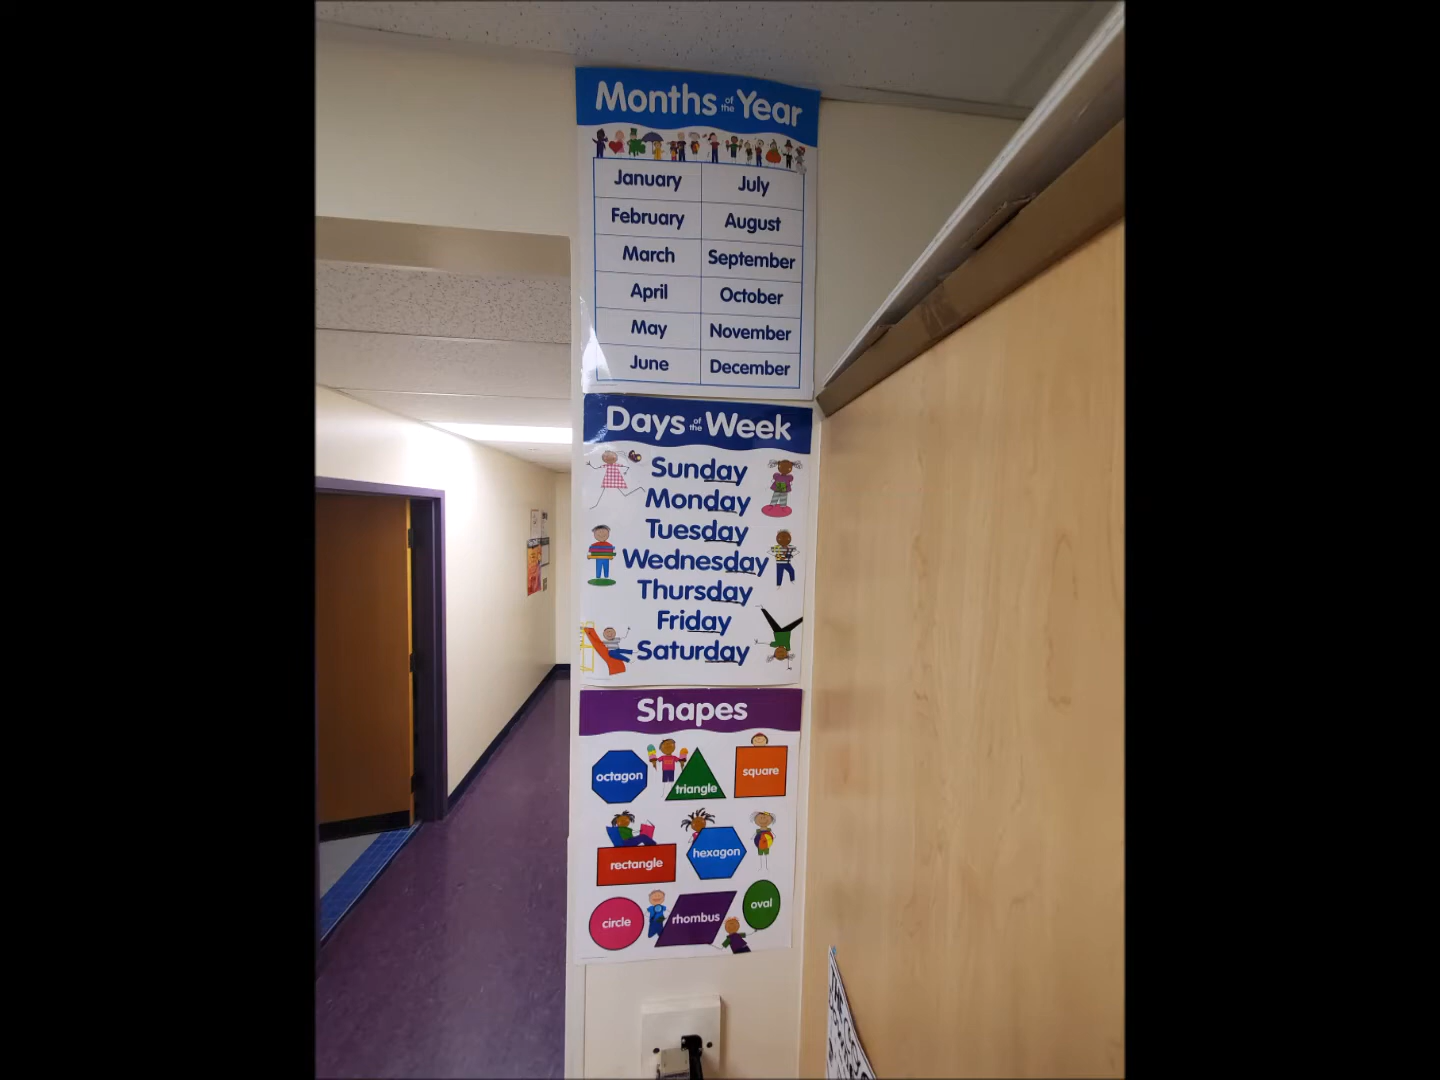 Months of the Year
January July
February August
March September
April October
May November
June December
Days of the Week
Sunday
Monday
Tuesday
Wednesday
Thursday
Friday
Saturday
Shapes
octagon triangle square
rectangle hexagon
circle rhombus oval